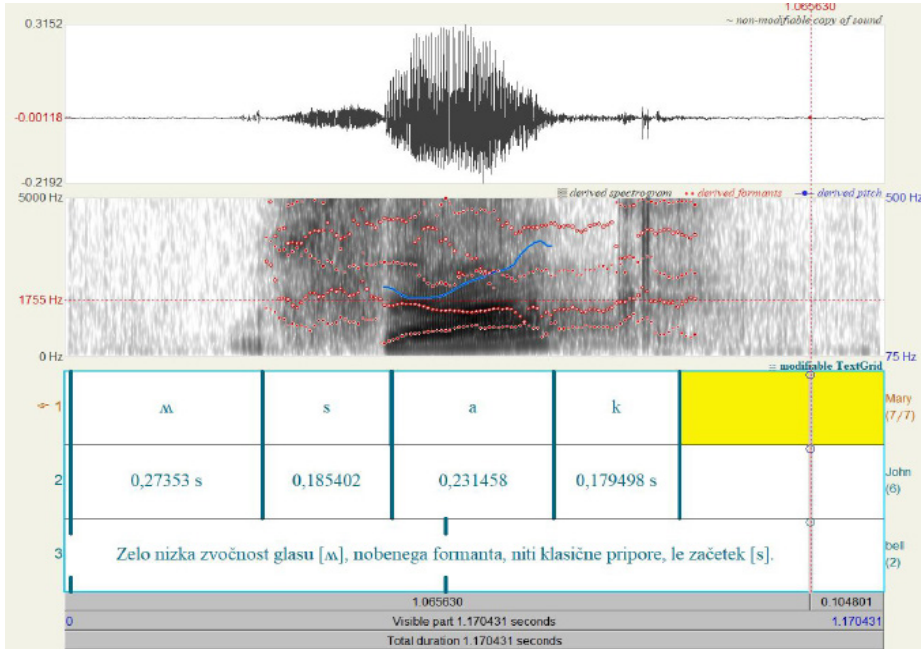 1.065630
0.3152
~ non-modifiable copy of sound
-0.00118
-0.2192
5000 Hz
derived spectrogram
derived formants
derived pitch
500 Hz
1755 Hz
0 Hz
75 Hz
modifiable TextGrid
1
ʍ
s
a
k
Mary
(7/7)
2
0,27353 s
0,185402
0,231458
0,179498 s
John
(6)
3
Zelo nizka zvočnost glasu [ʍ], nobenega formanta, niti klasične pripore, le začetek [s].
bell
(2)
1.065630
0.104801
0
Visible part 1.170431 seconds
1.170431
Total duration 1.170431 seconds